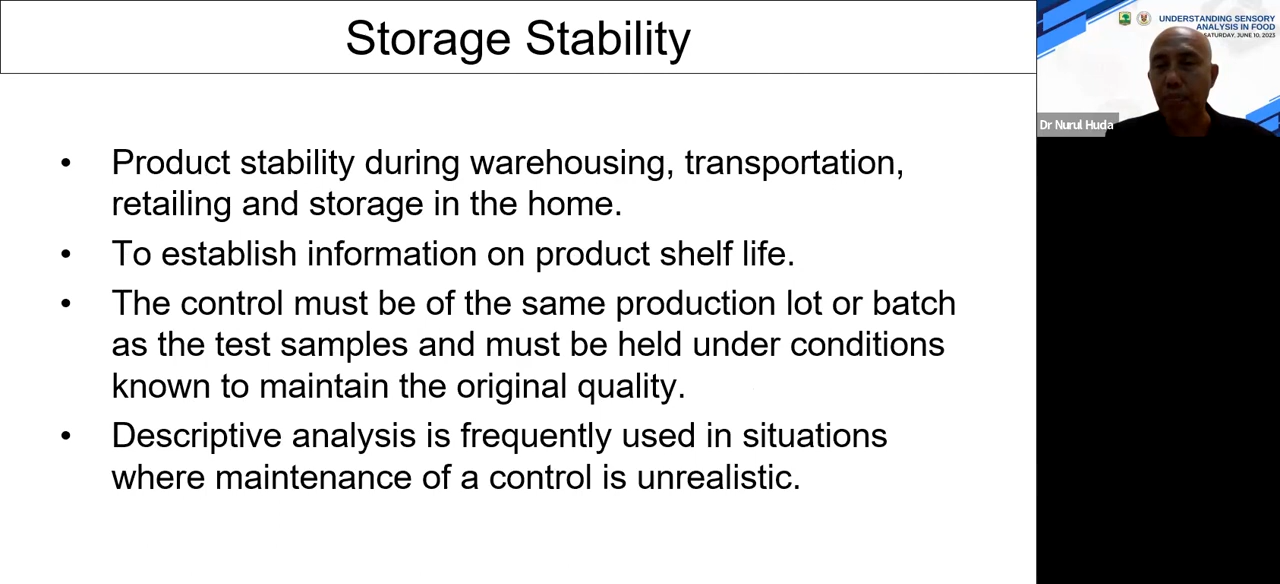 Storage Stability
• Product stability during warehousing, transportation,
retailing and storage in the home.
• To establish information on product shelf life.
• The control must be of the same production lot or batch
as the test samples and must be held under conditions
known to maintain the original quality.
• Descriptive analysis is frequently used in situations
where maintenance of a control is unrealistic.
UNDERSTANDING SENSORY
ANALYSIS IN FOOD
SATURDAY, JUNE 10, 2023
Dr Nurul Huda